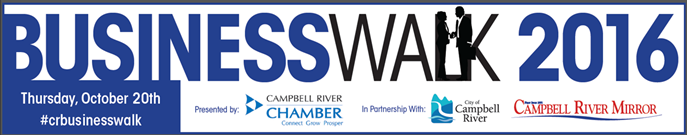 BUSINESSWALK 2016
Thursday, October 20th
#crbusinesswalk
Presented by:
CAMPBELL RIVER
CHAMBER
Connect Grow Prosper
In Partnership With:
City of
Campbell
River
CAMPBELL RIVER MIRROR